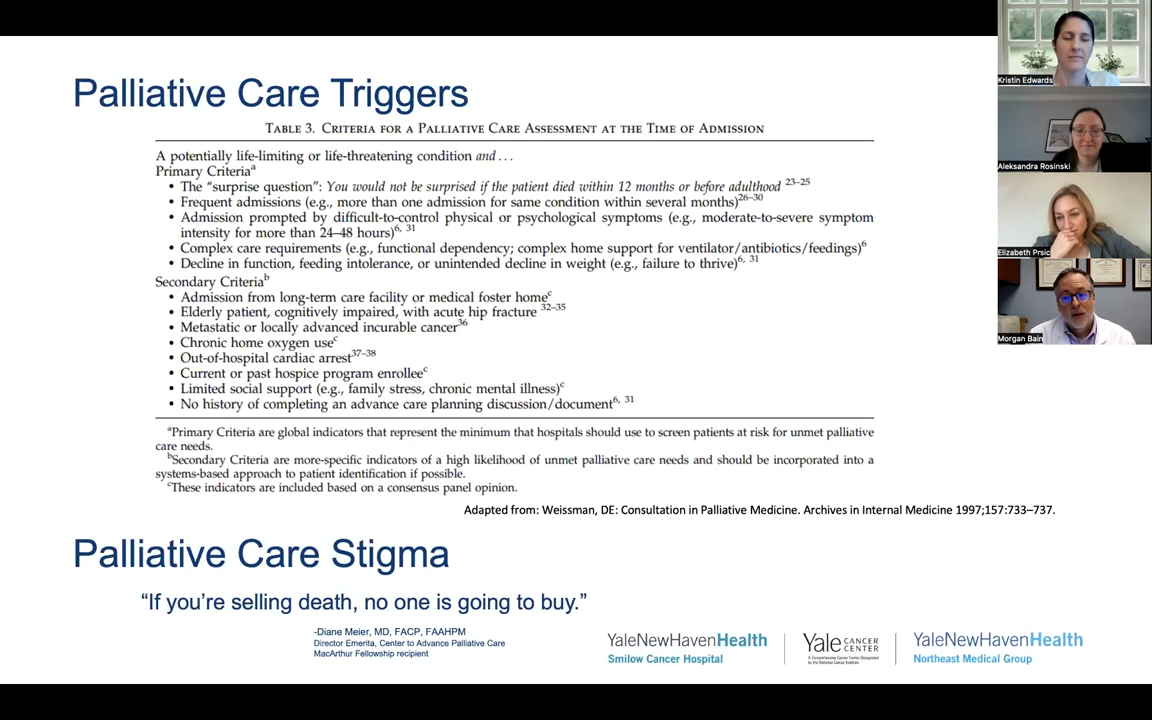 Palliative Care Triggers
TABLE 3. CRITERIA FOR A PALLIATIVE CARE ASSESSMENT AT THE TIME OF ADMISSION
A potentially life-limiting or life-threatening condition and . . .
Primary Criteriaa
• The “surprise question”: You would not be surprised if the patient died within 12 months or before adulthood 23–25
• Frequent admissions (e.g., more than one admission for same condition within several months)26–30
• Admission prompted by difficult-to-control physical or psychological symptoms (e.g., moderate-to-severe symptom
intensity for more than 24–48 hours)6, 31
• Complex care requirements (e.g., functional dependency; complex home support for ventilator/antibiotics/feedings)6
• Decline in function, feeding intolerance, or unintended decline in weight (e.g., failure to thrive)6, 31
Secondary Criteriab
• Admission from long-term care facility or medical foster homec
• Elderly patient, cognitively impaired, with acute hip fracture 32–35
• Metastatic or locally advanced incurable cancer36
• Chronic home oxygen usec
• Out-of-hospital cardiac arrest37–38
• Current or past hospice program enrolleec
• Limited social support (e.g., family stress, chronic mental illness)c
• No history of completing an advance care planning discussion/document6, 31
aPrimary Criteria are global indicators that represent the minimum that hospitals should use to screen patients at risk for unmet palliative
care needs.
bSecondary Criteria are more-specific indicators of a high likelihood of unmet palliative care needs and should be incorporated into a
systems-based approach to patient identification if possible.
cThese indicators are included based on a consensus panel opinion.
Adapted from: Weissman, DE: Consultation in Palliative Medicine. Archives in Internal Medicine 1997;157:733–737.
Palliative Care Stigma
“If you’re selling death, no one is going to buy.”
-Diane Meier, MD, FACP, FAAHPM
Director Emerita, Center to Advance Palliative Care
MacArthur Fellowship recipient
YaleNewHavenHealth
Smilow Cancer Hospital
Yale CANCER
CENTER
A Comprehensive Cancer Center Designated
by the National Cancer Institute
YaleNewHavenHealth
Northeast Medical Group
Kristin Edwards
Aleksandra Rosinski
Elizabeth Prsic
Morgan Bain